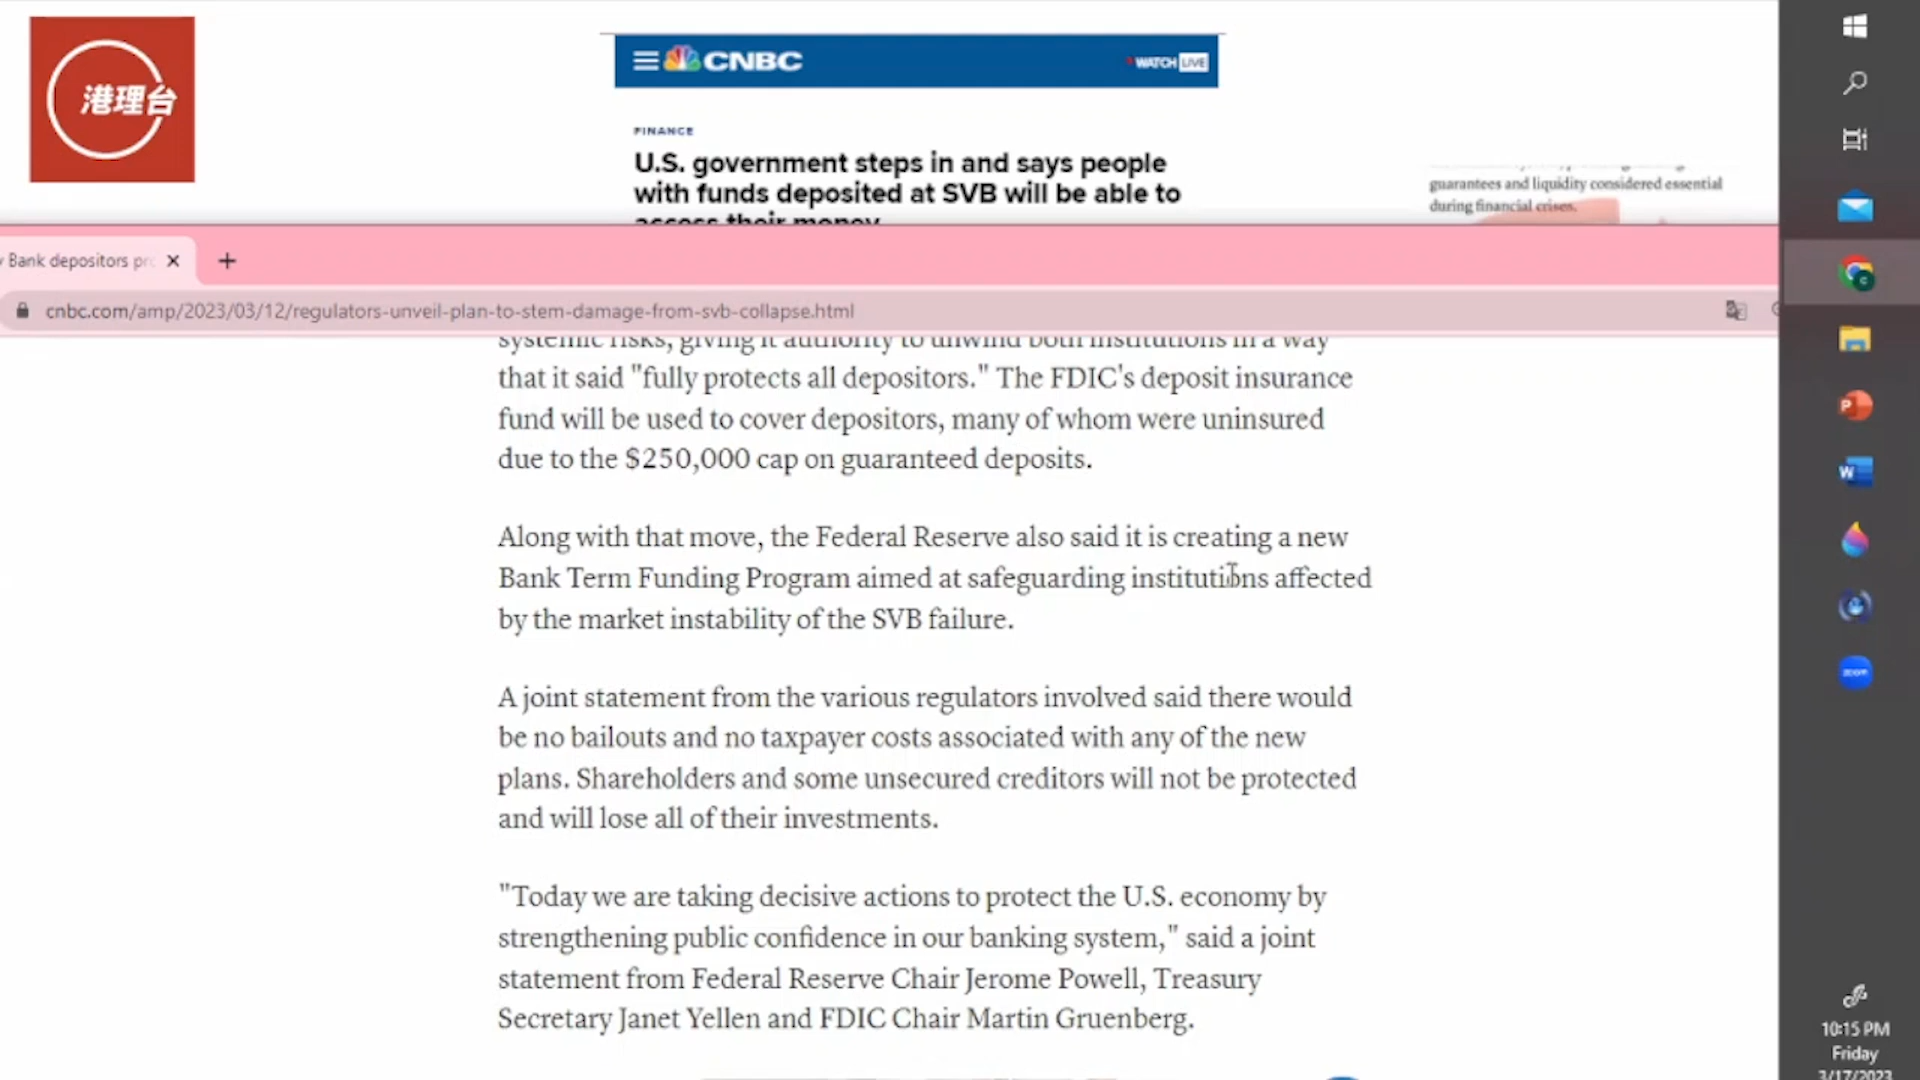 港理台
CNBC
WATCH LIVE
FINANCE
U.S. government steps in and says people
with funds deposited at SVB will be able to
access their money
guarantees and liquidity considered essential
during financial crises.
Bank depositors pr
cnbc.com/amp/2023/03/12/regulators-unveil-plan-to-stem-damage-from-svb-collapse.html
systemic risks, giving it authority to unwind both institutions in a way
that it said "fully protects all depositors." The FDIC's deposit insurance
fund will be used to cover depositors, many of whom were uninsured
due to the $250,000 cap on guaranteed deposits.
Along with that move, the Federal Reserve also said it is creating a new
Bank Term Funding Program aimed at safeguarding institutions affected
by the market instability of the SVB failure.
A joint statement from the various regulators involved said there would
be no bailouts and no taxpayer costs associated with any of the new
plans. Shareholders and some unsecured creditors will not be protected
and will lose all of their investments.
"Today we are taking decisive actions to protect the U.S. economy by
strengthening public confidence in our banking system," said a joint
statement from Federal Reserve Chair Jerome Powell, Treasury
Secretary Janet Yellen and FDIC Chair Martin Gruenberg.
zoom
10:15 PM
Friday
3/17/2023